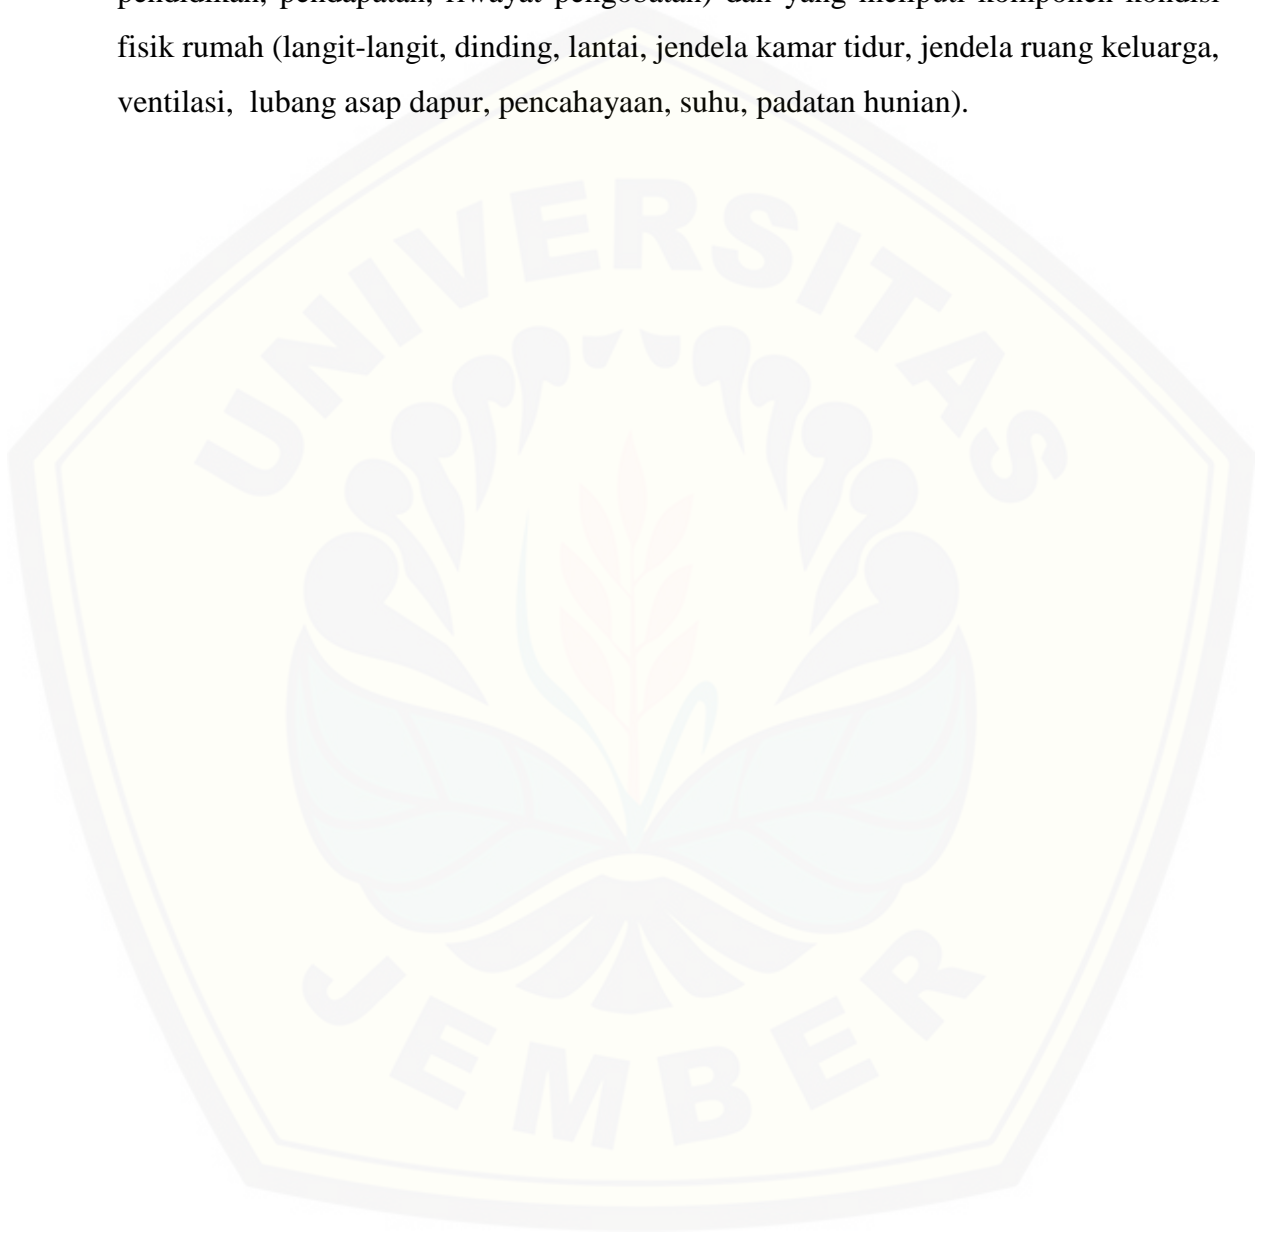 pendidikan, pendapatan, riwayat pengobatan) dan yang meliputi komponen kondisi
fisik rumah (langit-langit, dinding, lantai, jendela kamar tidur, jendela ruang keluarga,
ventilasi, lubang asap dapur, pencahayaan, suhu, padatan hunian).
UNIVERSITAS
JEMBER